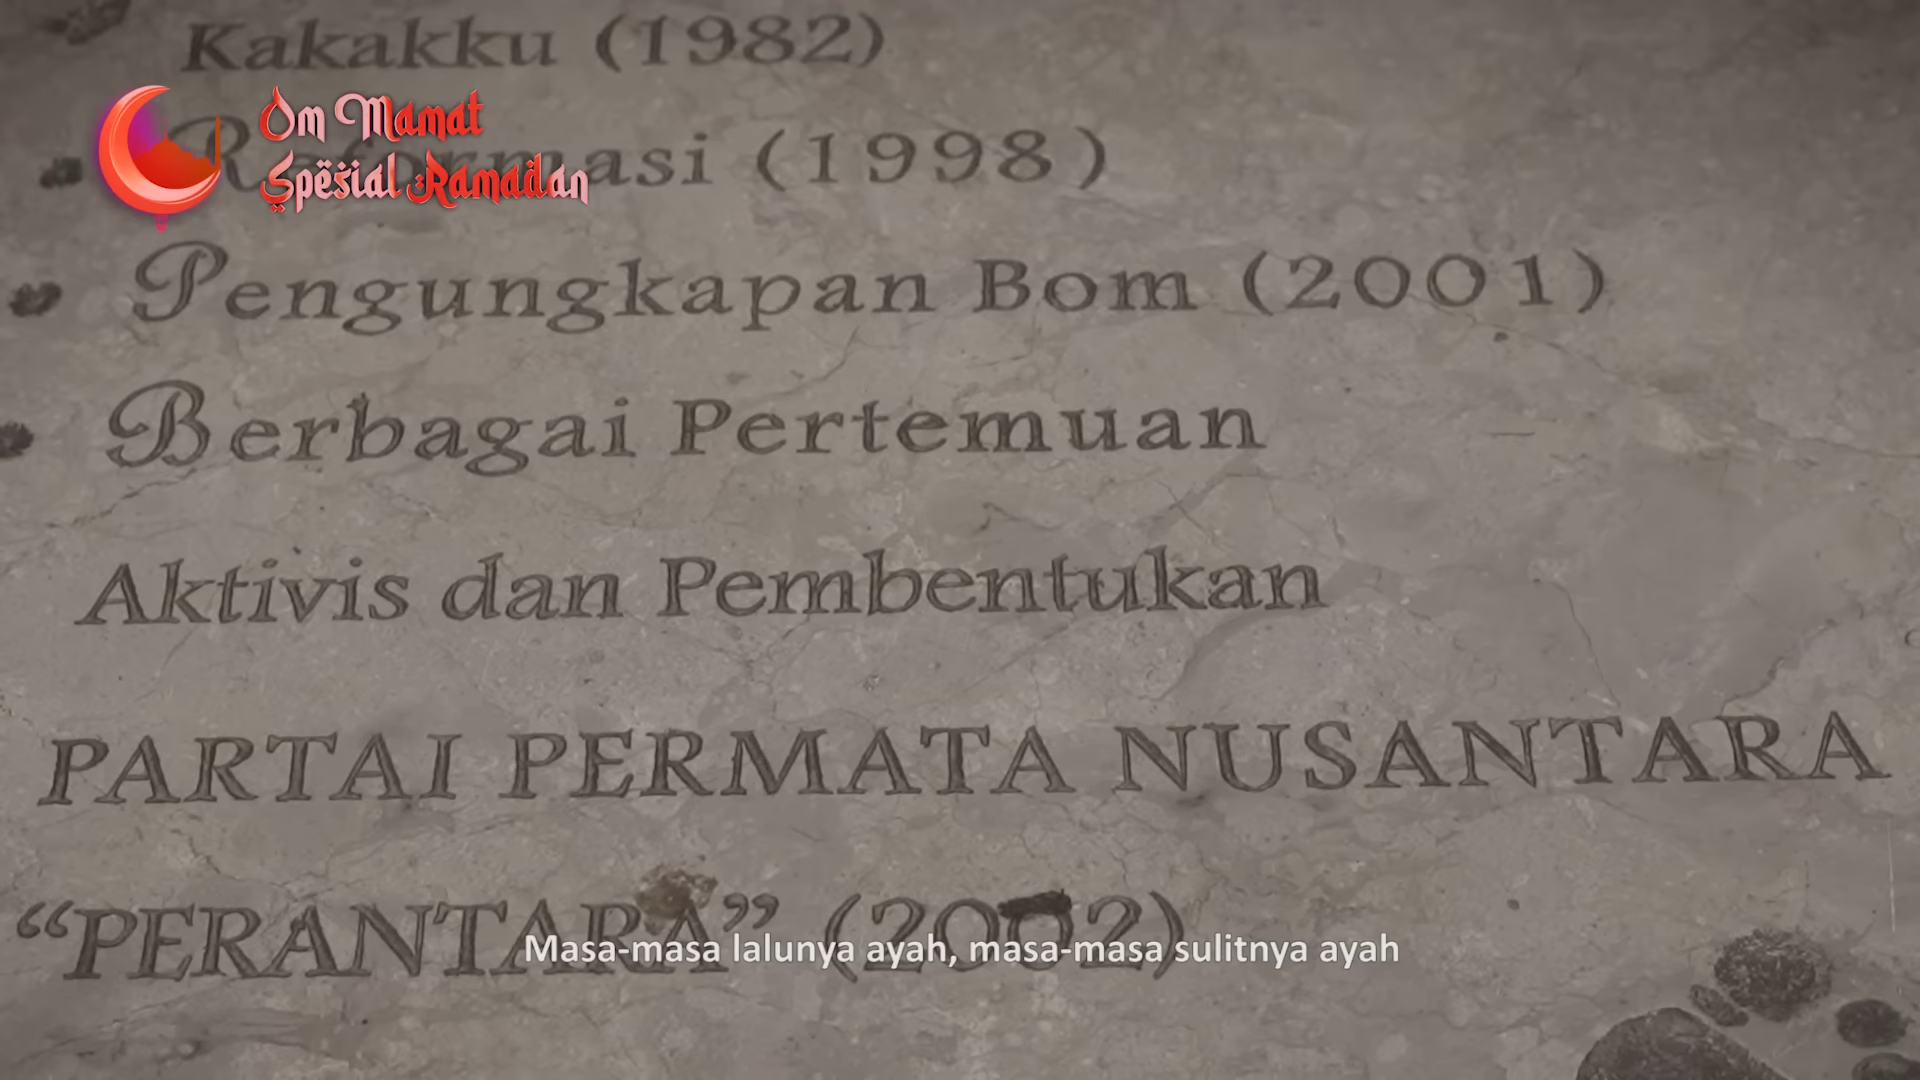 Kakakku (1982)
Om Mamat
Spesial Ramadan
Reformasi (1998)
Pengungkapan Bom (2001)
Berbagai Pertemuan
Aktivis dan Pembentukan
PARTAI PERMATA NUSANTARA
“PERANTARA” (2002)
Masa-masa lalunya ayah, masa-masa sulitnya ayah